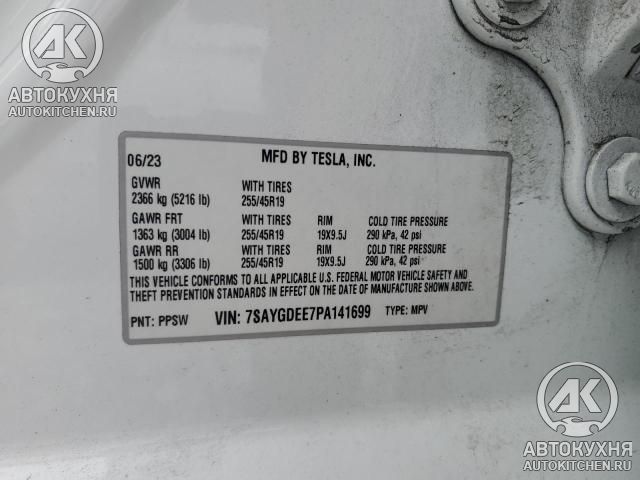 АК
АВТОКУХНЯ
AUTOKITCHEN.RU
06/23 MFD BY TESLA, INC.
GVWR WITH TIRES
2366 kg (5216 lb) 255/45R19
GAWR FRT WITH TIRES RIM COLD TIRE PRESSURE
1363 kg (3004 lb) 255/45R19 19X9.5J 290 kPa, 42 psi
GAWR RR WITH TIRES RIM COLD TIRE PRESSURE
1500 kg (3306 lb) 255/45R19 19X9.5J 290 kPa, 42 psi
THIS VEHICLE CONFORMS TO ALL APPLICABLE U.S. FEDERAL MOTOR VEHICLE SAFETY AND
THEFT PREVENTION STANDARDS IN EFFECT ON THE DATE OF MANUFACTURE SHOWN ABOVE.
PNT: PPSW VIN: 7SAYGDEE7PA141699 TYPE: MPV
АК
АВТОКУХНЯ
AUTOKITCHEN.RU